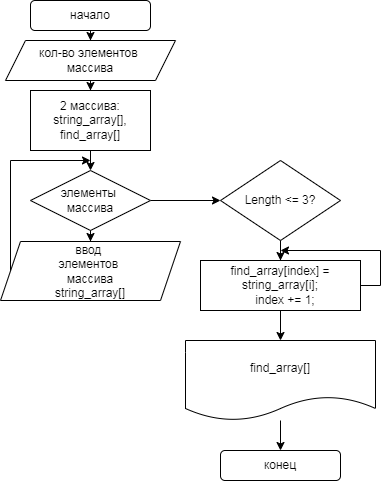 начало
кол-во элементов
массива
2 массива:
string_array[],
find_array[]
элементы
массива
Length <= 3?
ввод
элементов
массива
string_array[]
find_array[index] =
string_array[i];
index += 1;
find_array[]
конец